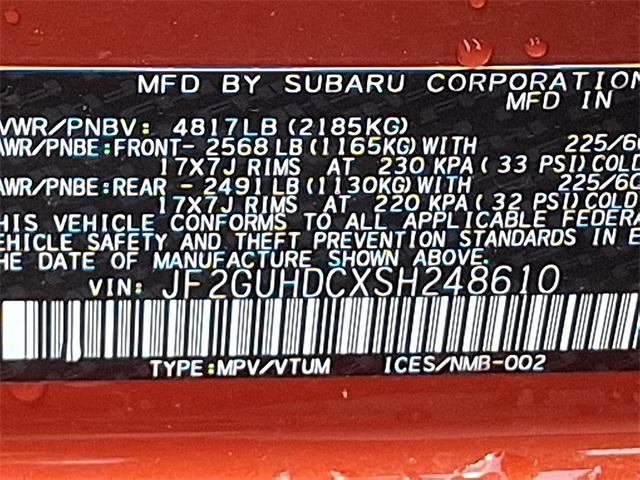 MFD BY SUBARU CORPORATION
MFD IN
VWR/PNBV: 4817LB (2185KG)
AWR/PNBE:FRONT- 2568 LB (1165KG) WITH 225/60
17X7J RIMS AT 230 KPA ( 33 PSI) COLD
AWR/PNBE:REAR - 2491 LB (1130KG) WITH 225/60
17X7J RIMS AT 220 KPA ( 32 PSI) COLD
HIS VEHICLE CONFORMS TO ALL APPLICABLE FEDERA
EHICLE SAFETY AND THEFT PREVENTION STANDARDS IN E
HE DATE OF MANUFACTURE SHOWN ABOVE.
VIN: JF2GUHDCXSH248610
TYPE:MPV/VTUM ICES/NMB-002